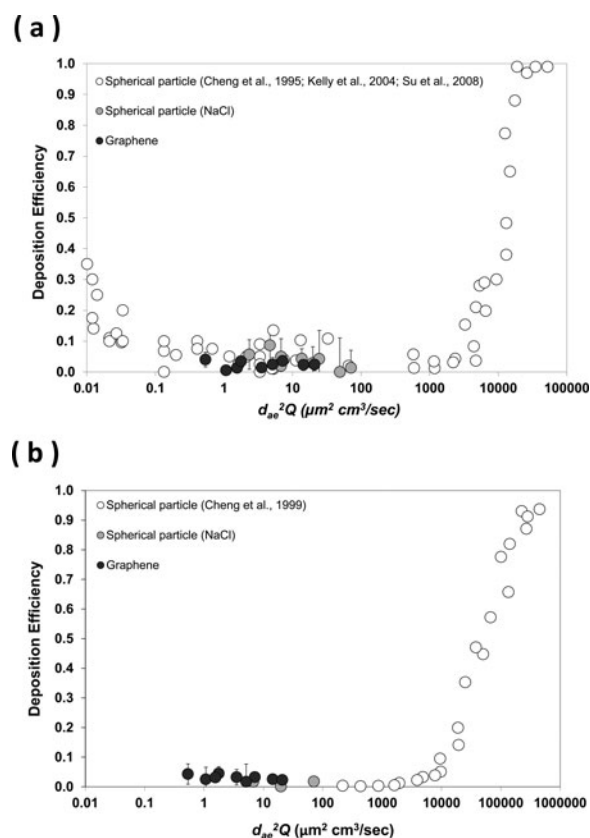 ( a )
1.0
0.9
0.8
0.7
0.6
0.5
0.4
0.3
0.2
0.1
0.0
Deposition Efficiency
Spherical particle (Cheng et al., 1995; Kelly et al., 2004; Su et al., 2008)
Spherical particle (NaCl)
Graphene
0.01 0.1 1 10 100 1000 10000 100000
dae²Q (μm² cm³/sec)
( b )
1.0
0.9
0.8
0.7
0.6
0.5
0.4
0.3
0.2
0.1
0.0
Deposition Efficiency
Spherical particle (Cheng et al., 1999)
Spherical particle (NaCl)
Graphene
0.01 0.1 1 10 100 1000 10000 100000 1000000
dae²Q (μm² cm³/sec)